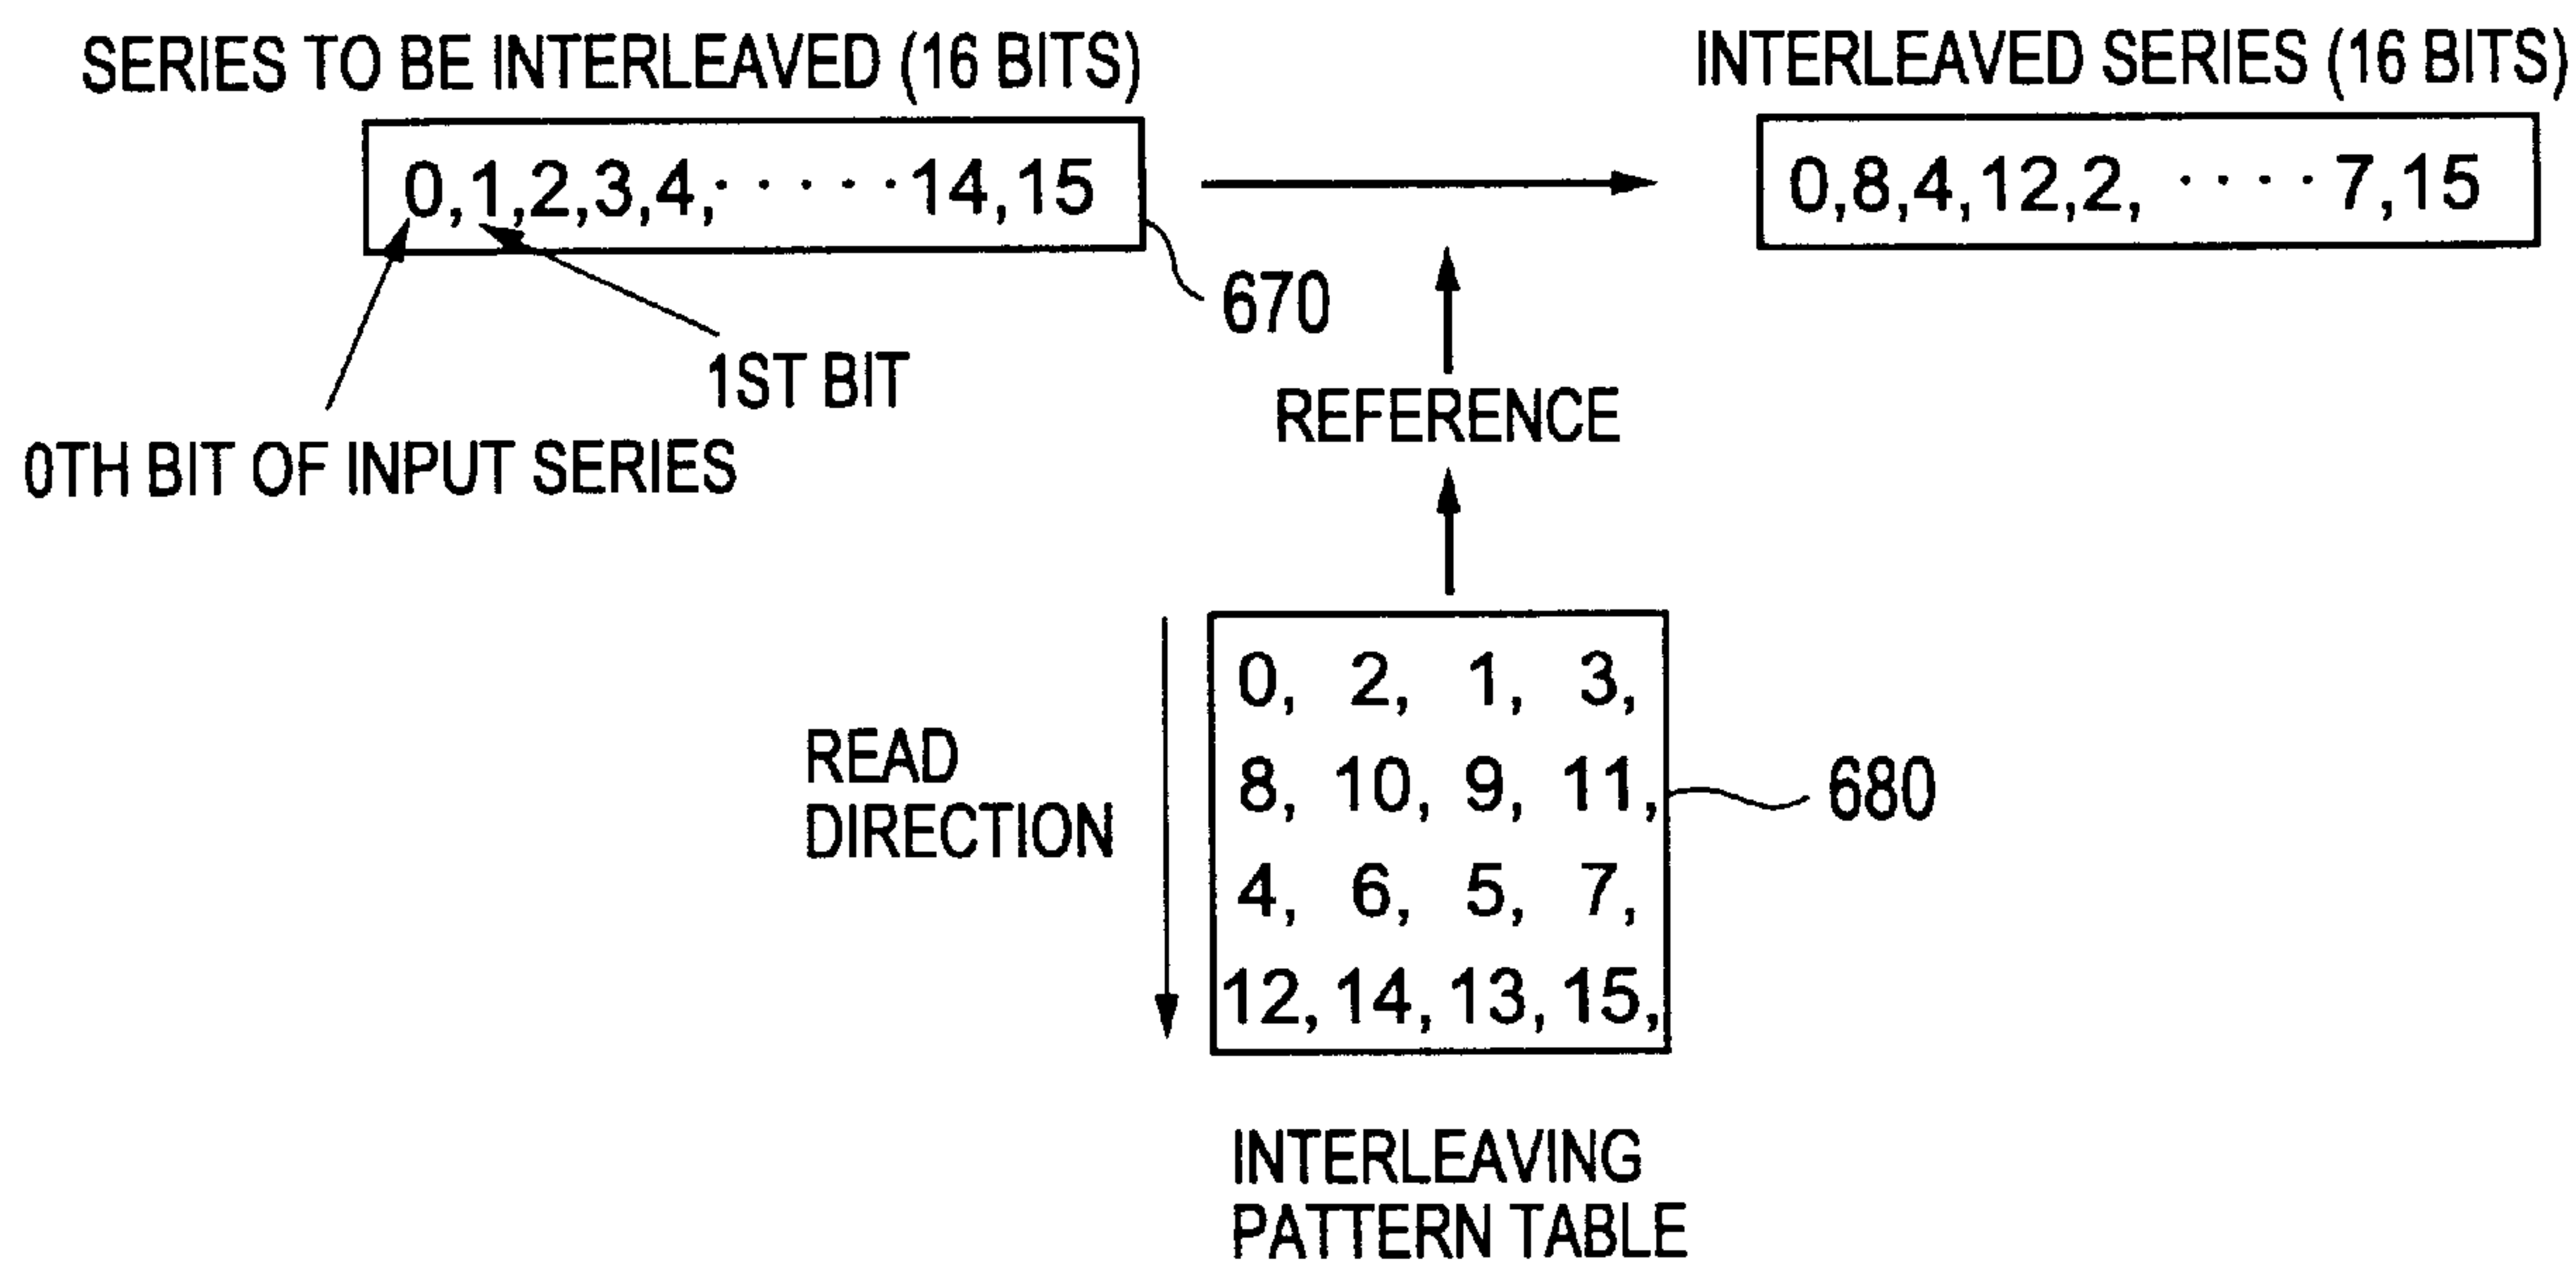 SERIES TO BE INTERLEAVED (16 BITS)
0,1,2,3,4,·····14,15
670
1ST BIT
0TH BIT OF INPUT SERIES
INTERLEAVED SERIES (16 BITS)
0,8,4,12,2, ····7,15
REFERENCE
READ
DIRECTION
0, 2, 1, 3,
8, 10, 9, 11,
4, 6, 5, 7,
12, 14, 13, 15,
680
INTERLEAVING
PATTERN TABLE